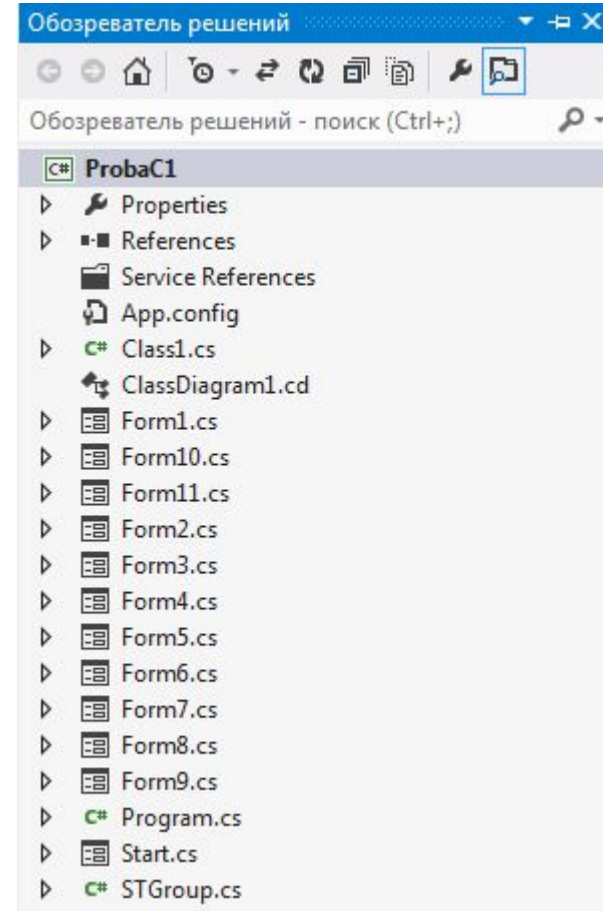 Обозреватель решений
Обозреватель решений - поиск (Ctrl+;)
C# ProbaC1
Properties
References
Service References
App.config
C# Class1.cs
ClassDiagram1.cd
Form1.cs
Form10.cs
Form11.cs
Form2.cs
Form3.cs
Form4.cs
Form5.cs
Form6.cs
Form7.cs
Form8.cs
Form9.cs
C# Program.cs
Start.cs
C# STGroup.cs